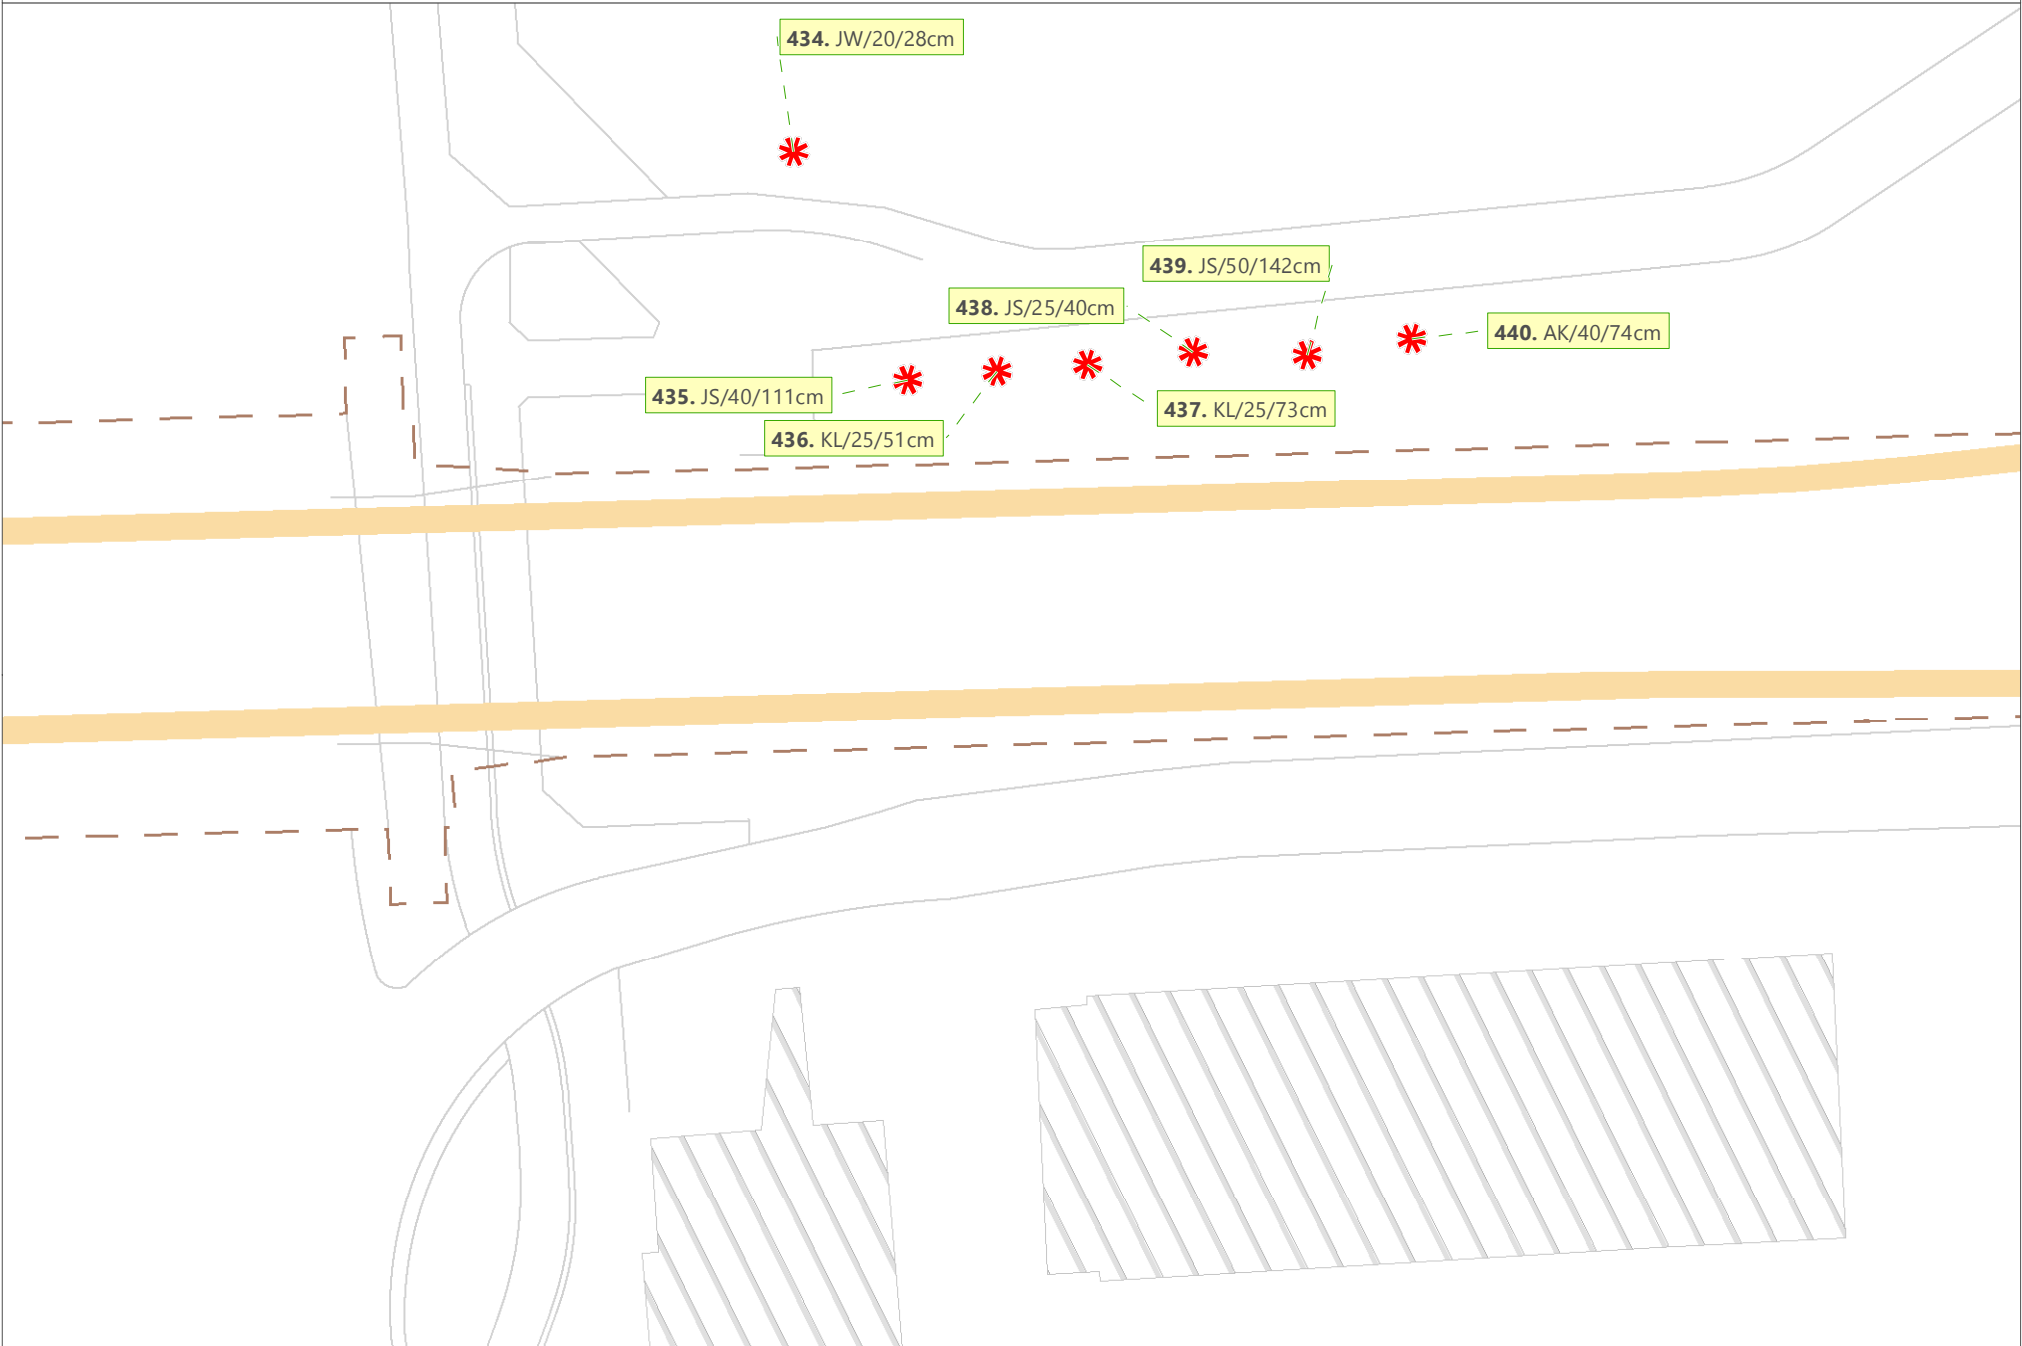 434. JW/20/28cm
439. JS/50/142cm
438. JS/25/40cm
440. AK/40/74cm
435. JS/40/111cm
437. KL/25/73cm
436. KL/25/51cm